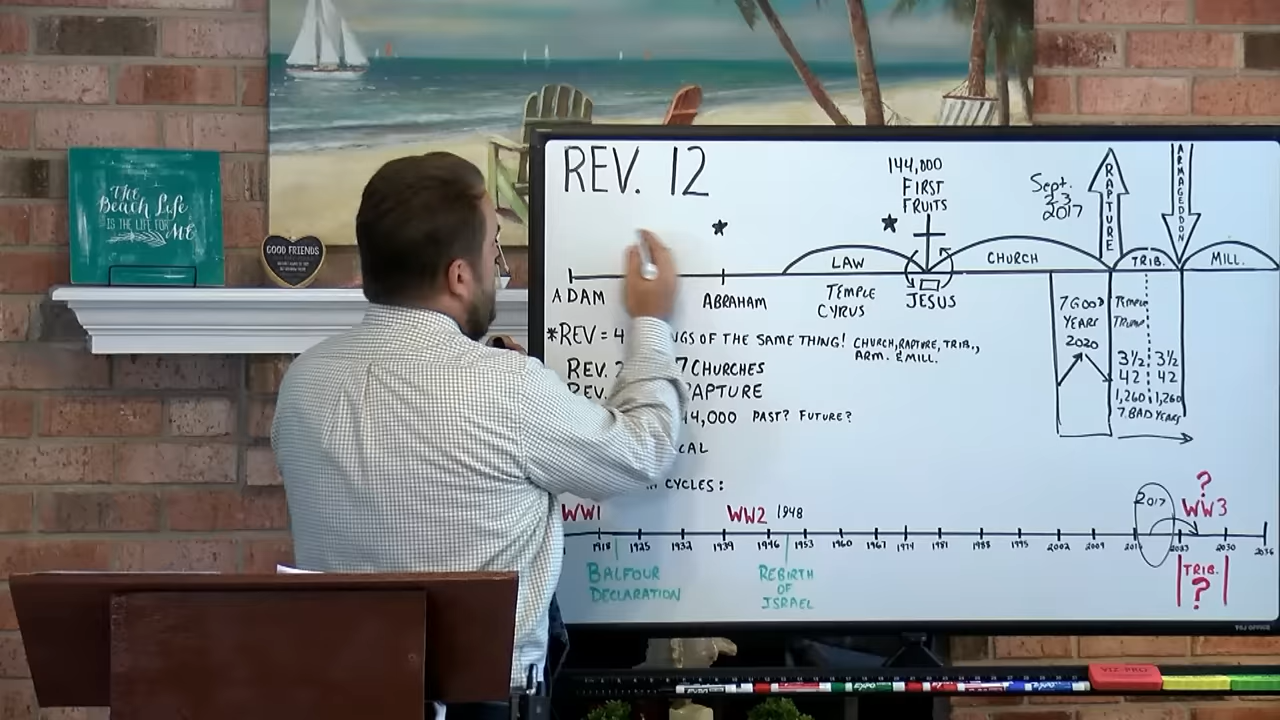 THE
Beach Life
IS THE LIFE FOR
ME
GOOD FRIENDS
REV. 12
144,000
FIRST
FRUITS
Sept.
23
2017
RAPTURE
ARMAGEDDON
LAW
CHURCH
TRIB.
MILL.
ADAM
ABRAHAM
TEMPLE
CYRUS
JESUS
7 GOOD
YEARS
2020
TEMPLE
TRUMP
3½ 3½
42 42
1,260 1,260
7 BAD YEARS
*REV = 4 NGS OF THE SAME THING! CHURCH, RAPTURE, TRIB.,
ARM. & MILL.
REV. 2 7 CHURCHES
REV. RAPTURE
144,000 PAST? FUTURE?
CAL
CYCLES:
WW1 WW2 1948 2017 ? WW3
1918 1925 1932 1939 1946 1953 1960 1967 1974 1981 1988 1995 2002 2009 2023 2030 2036
BALFOUR
DECLARATION
REBIRTH
OF
ISRAEL
TRIB.
?
VIZ-PRO